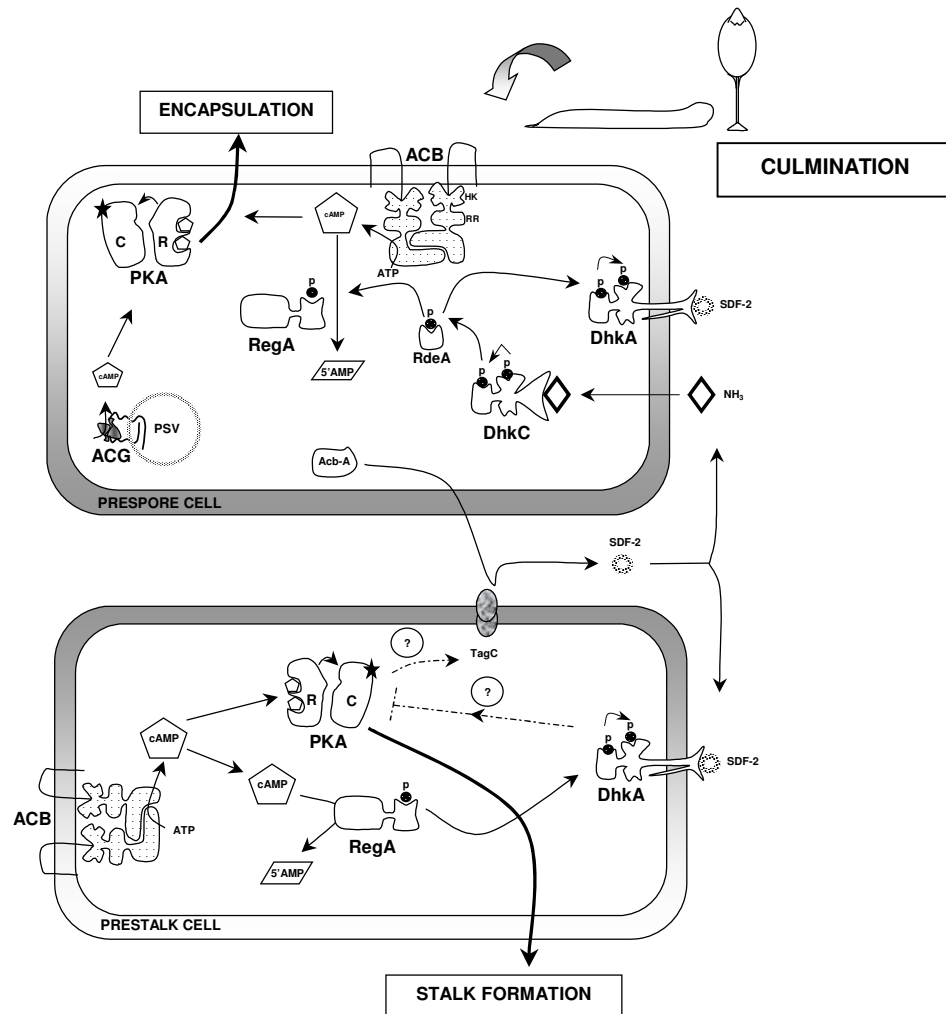 ENCAPSULATION
CULMINATION
ACB
HK
RR
cAMP
ATP
C
R
PKA
P
P
P
SDF-2
DhkA
P
RdeA
RegA
5'AMP
P
P
DhkC
NH₃
cAMP
PSV
ACG
Acb-A
PRESPORE CELL
SDF-2
?
TagC
R
C
PKA
?
cAMP
cAMP
P
P
SDF-2
DhkA
ACB
ATP
P
RegA
5'AMP
PRESTALK CELL
STALK FORMATION